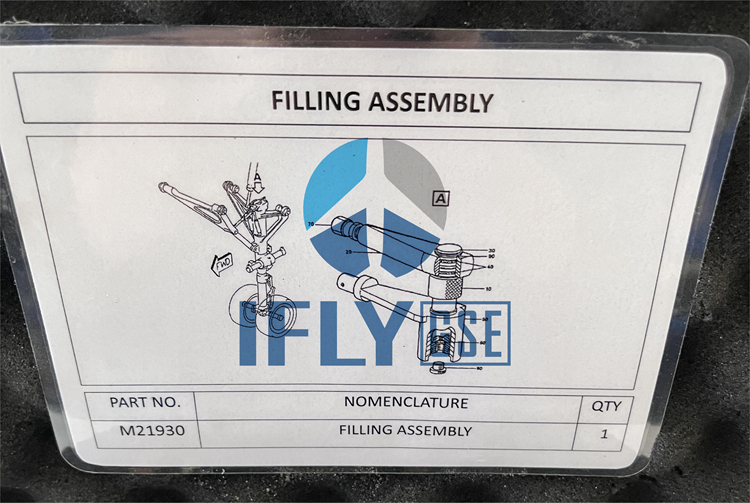 FILLING ASSEMBLY
A
A
FWD
IFLY GSE
PART NO. NOMENCLATURE QTY
M21930 FILLING ASSEMBLY 1